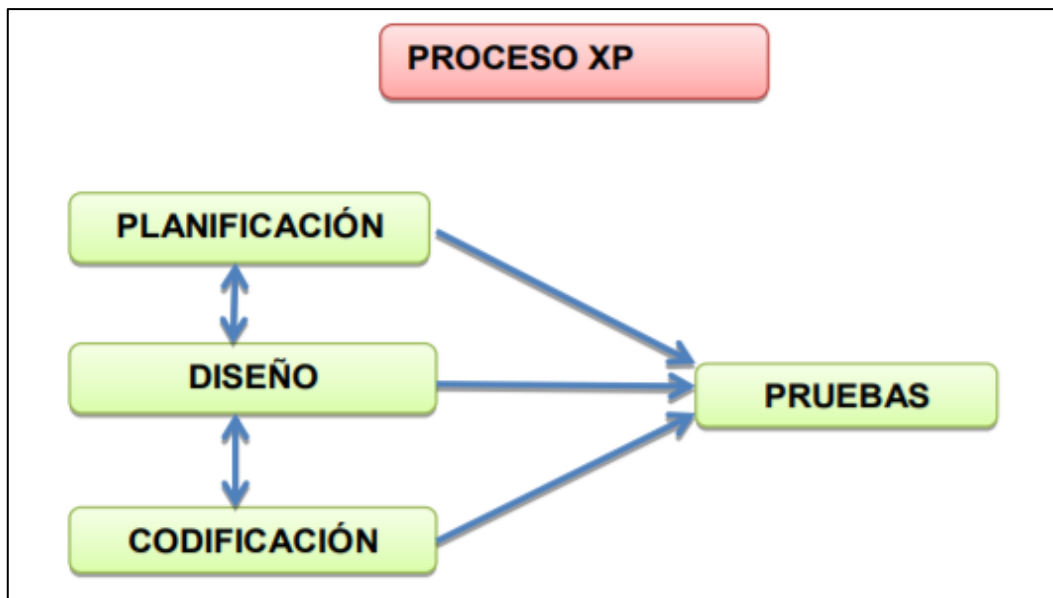 PROCESO XP
PLANIFICACIÓN
DISEÑO
PRUEBAS
CODIFICACIÓN